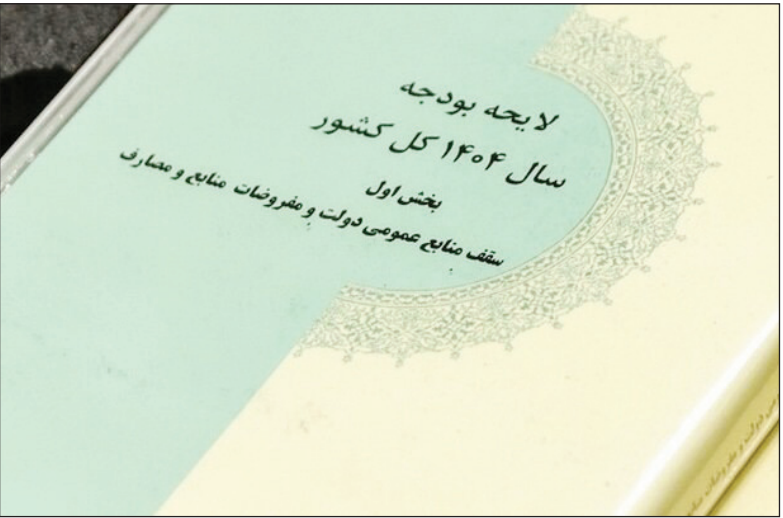 لایحه بودجه
سال ۱۴۰۴ کل کشور
بخش اول
سقف منابع عمومی دولت و مفروضات منابع و مصارف